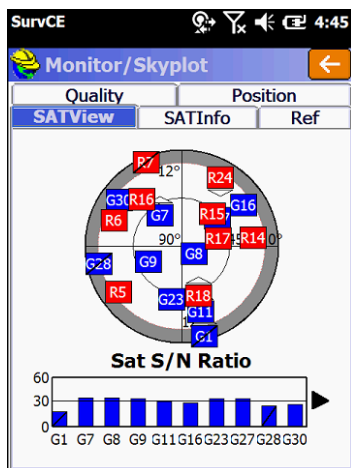 SurvCE 4:45
Monitor/Skyplot
Quality Position
SATView SATInfo Ref
R7
12°
R24
G30 R16 G16
R6 G7 R15
90° R17 45 R14 0°
G28 G9 G8
R5 G23 R18
G11
G1
Sat S/N Ratio
60
30
0
G1 G7 G8 G9 G11 G16 G23 G27 G28 G30